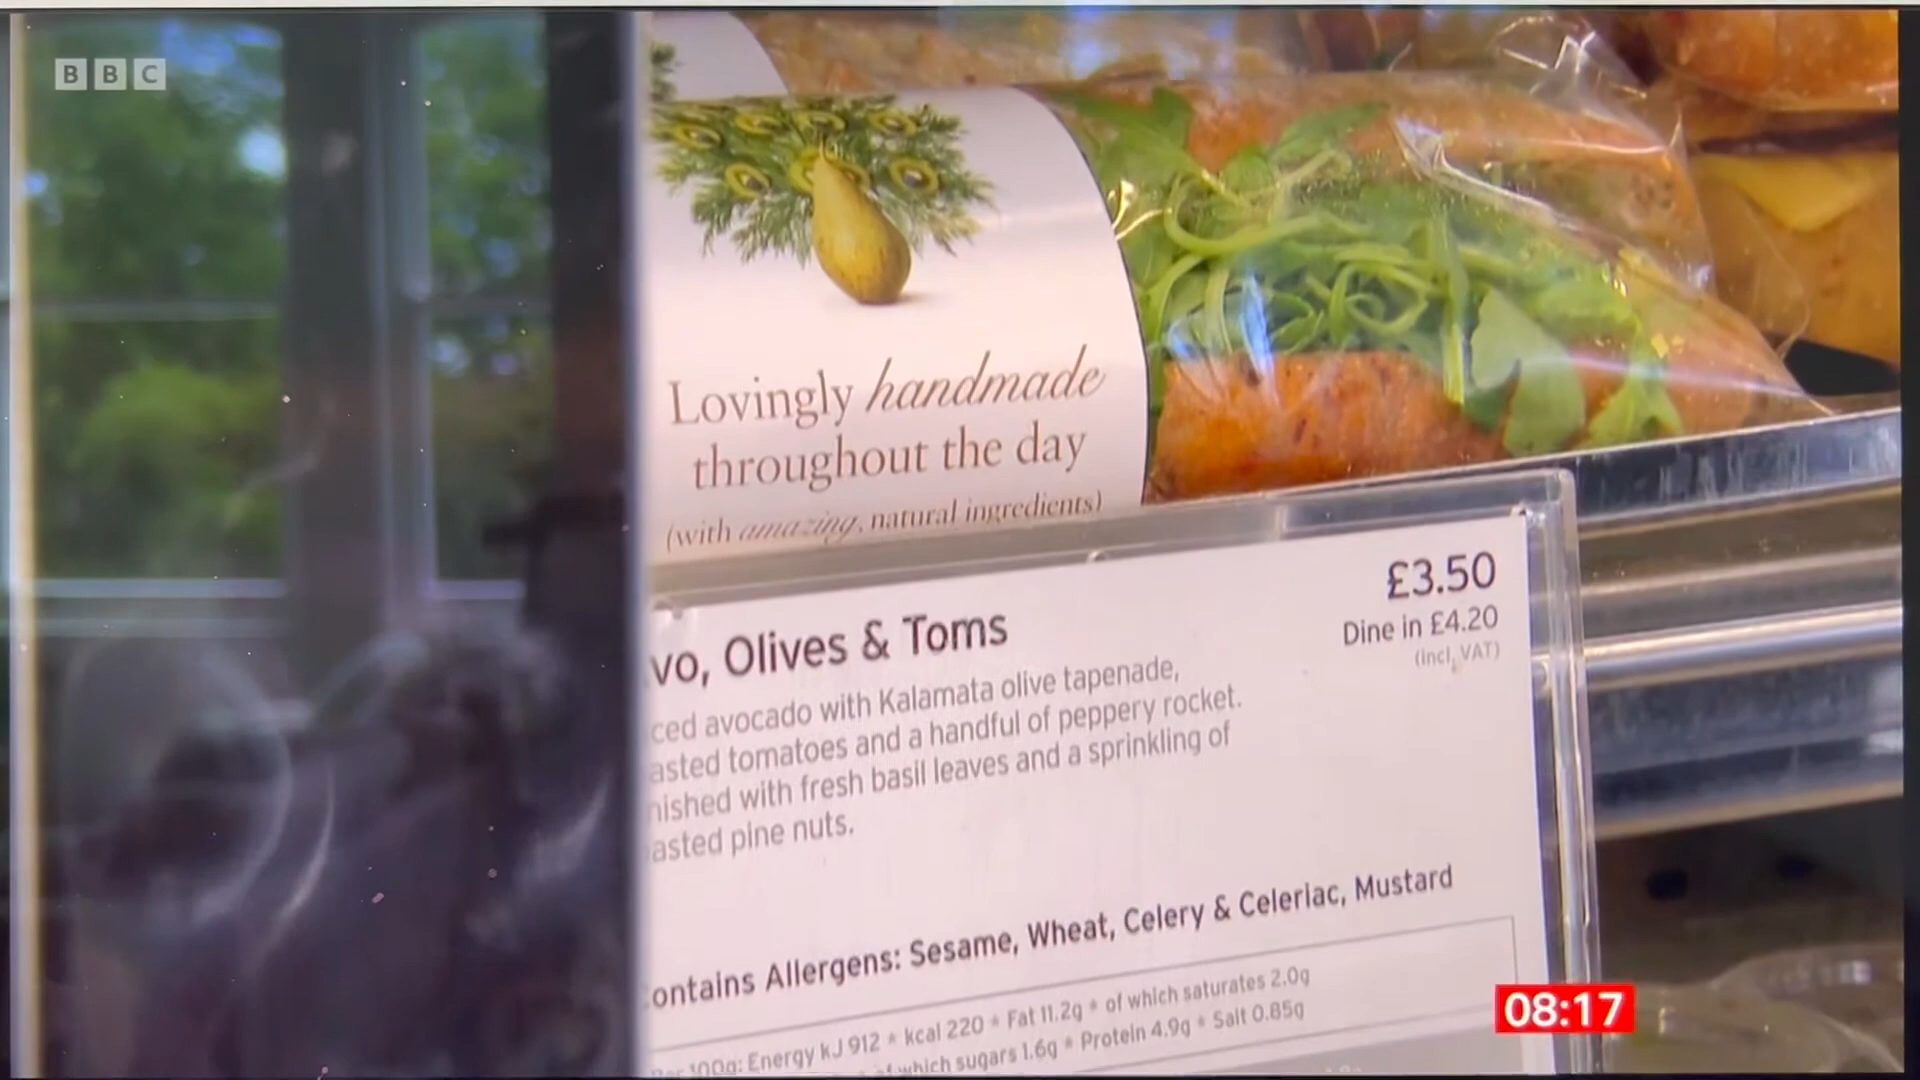 BBC
Lovingly handmade
throughout the day
(with amazing, natural ingredients)
£3.50
Dine in £4.20
(incl. VAT)
vo, Olives & Toms
ced avocado with Kalamata olive tapenade,
asted tomatoes and a handful of peppery rocket.
nished with fresh basil leaves and a sprinkling of
asted pine nuts.
ontains Allergens: Sesame, Wheat, Celery & Celeriac, Mustard
100g: Energy kJ 912 * kcal 220 * Fat 11.2g * of which saturates 2.0g
which sugars 1.6g * Protein 4.9g * Salt 0.85g
08:17